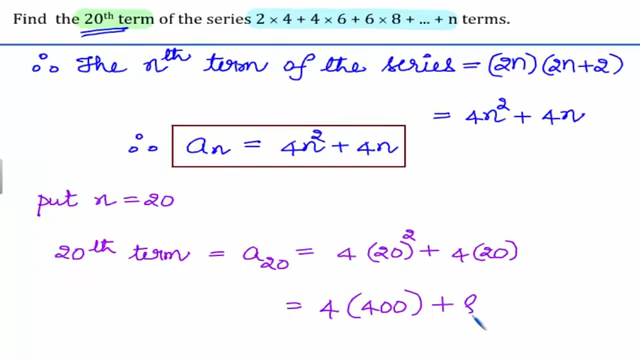 Find the 20th term of the series 2 × 4 + 4 × 6 + 6 × 8 + ... + n terms.
∴ The nth term of the series = (2n) (2n+2)
= 4n² + 4n
∴ an = 4n² + 4n
put n = 20
20th term = a20 = 4 (20)² + 4 (20)
= 4 (400) +